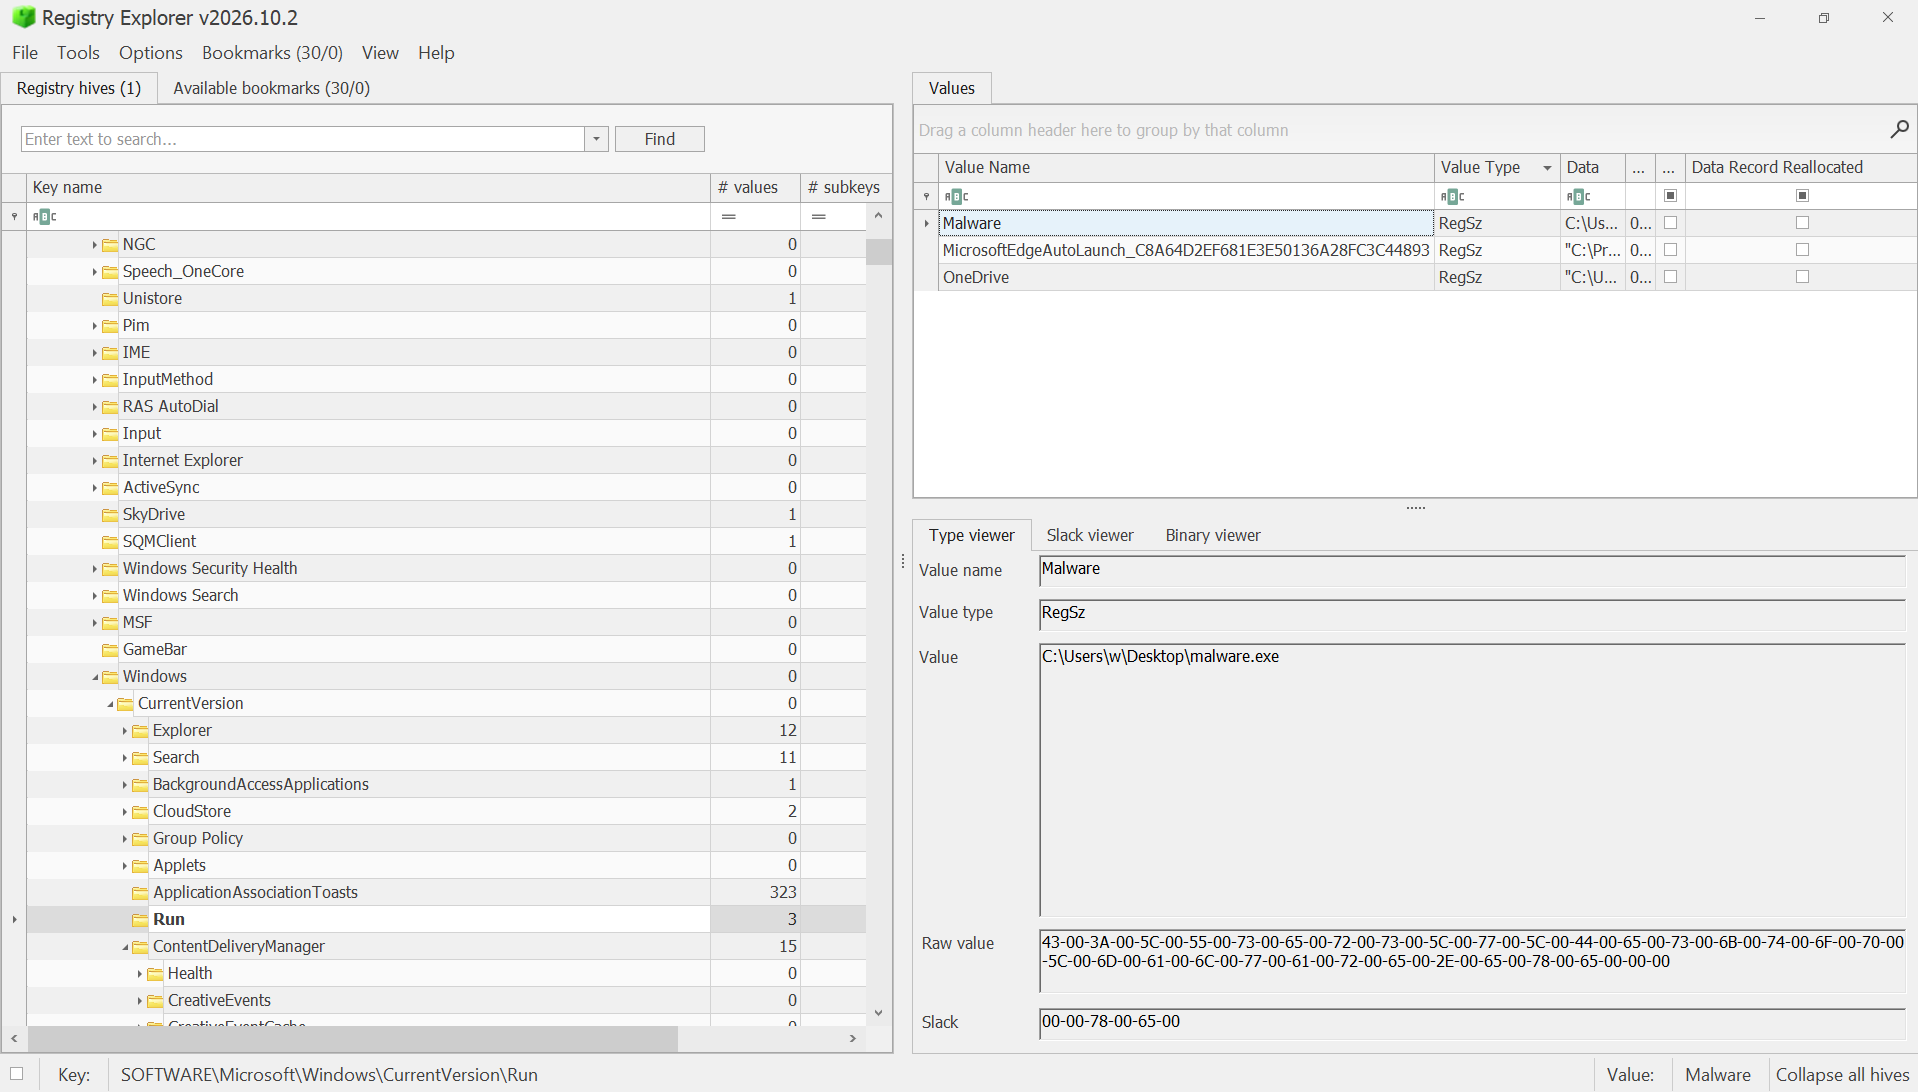 Registry Explorer v2026.10.2
File Tools Options Bookmarks (30/0) View Help
Registry hives (1) Available bookmarks (30/0)
Enter text to search... Find
Key name # values # subkeys
ABC = =
NGC 0
Speech_OneCore 0
Unistore 1
Pim 0
IME 0
InputMethod 0
RAS AutoDial 0
Input 0
Internet Explorer 0
ActiveSync 0
SkyDrive 1
SQMClient 1
Windows Security Health 0
Windows Search 0
MSF 0
GameBar 0
Windows 0
CurrentVersion 0
Explorer 12
Search 11
BackgroundAccessApplications 1
CloudStore 2
Group Policy 0
Applets 0
ApplicationAssociationToasts 323
Run 3
ContentDeliveryManager 15
Health 0
CreativeEvents 0
CreativeEventCache 0
Values
Drag a column header here to group by that column
Value Name Value Type Data ... ... Data Record Reallocated
ABC ABC ABC
Malware RegSz C:\Us... 0...
MicrosoftEdgeAutoLaunch_C8A64D2EF681E3E50136A28FC3C44893 RegSz "C:\Pr... 0...
OneDrive RegSz "C:\U... 0...
Type viewer Slack viewer Binary viewer
Value name Malware
Value type RegSz
Value C:\Users\w\Desktop\malware.exe
Raw value 43-00-3A-00-5C-00-55-00-73-00-65-00-72-00-73-00-5C-00-77-00-5C-00-44-00-65-00-73-00-6B-00-74-00-6F-00-70-00
-5C-00-6D-00-61-00-6C-00-77-00-61-00-72-00-65-00-2E-00-65-00-78-00-65-00-00-00
Slack 00-00-78-00-65-00
Key: SOFTWARE\Microsoft\Windows\CurrentVersion\Run Value: Malware Collapse all hives